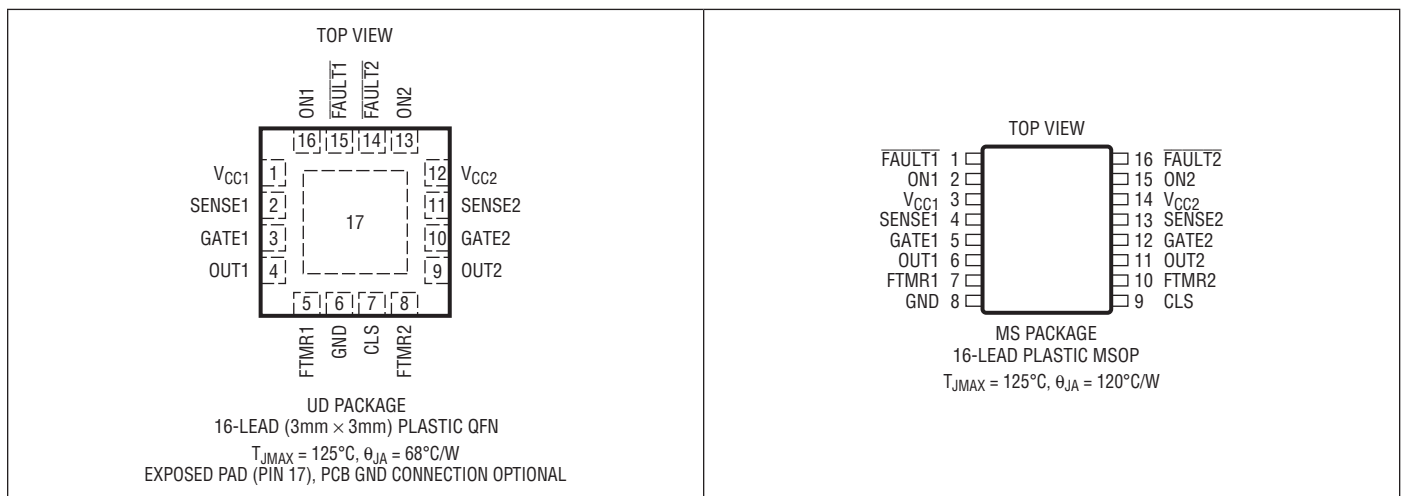 TOP VIEW
ON1
FAULT1
FAULT2
ON2
16 15 14 13
VCC1 1 12 VCC2
SENSE1 2 11 SENSE2
17
GATE1 3 10 GATE2
OUT1 4 9 OUT2
5 6 7 8
FTMR1
GND
CLS
FTMR2
UD PACKAGE
16-LEAD (3mm × 3mm) PLASTIC QFN
TJMAX = 125°C, θJA = 68°C/W
EXPOSED PAD (PIN 17), PCB GND CONNECTION OPTIONAL
TOP VIEW
FAULT1 1 16 FAULT2
ON1 2 15 ON2
VCC1 3 14 VCC2
SENSE1 4 13 SENSE2
GATE1 5 12 GATE2
OUT1 6 11 OUT2
FTMR1 7 10 FTMR2
GND 8 9 CLS
MS PACKAGE
16-LEAD PLASTIC MSOP
TJMAX = 125°C, θJA = 120°C/W